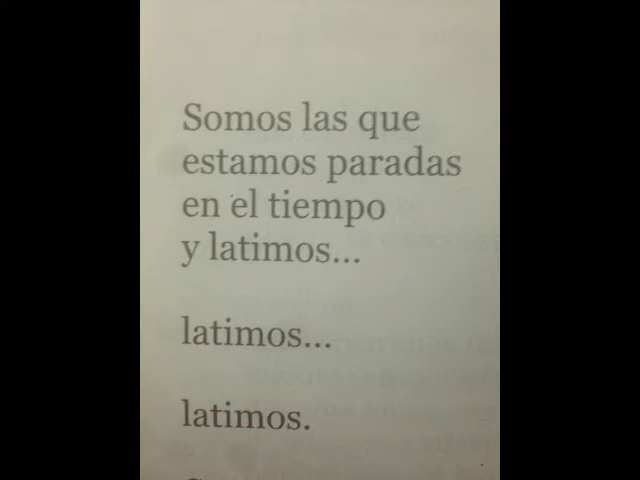 Somos las que
estamos paradas
en el tiempo
y latimos...
latimos...
latimos.